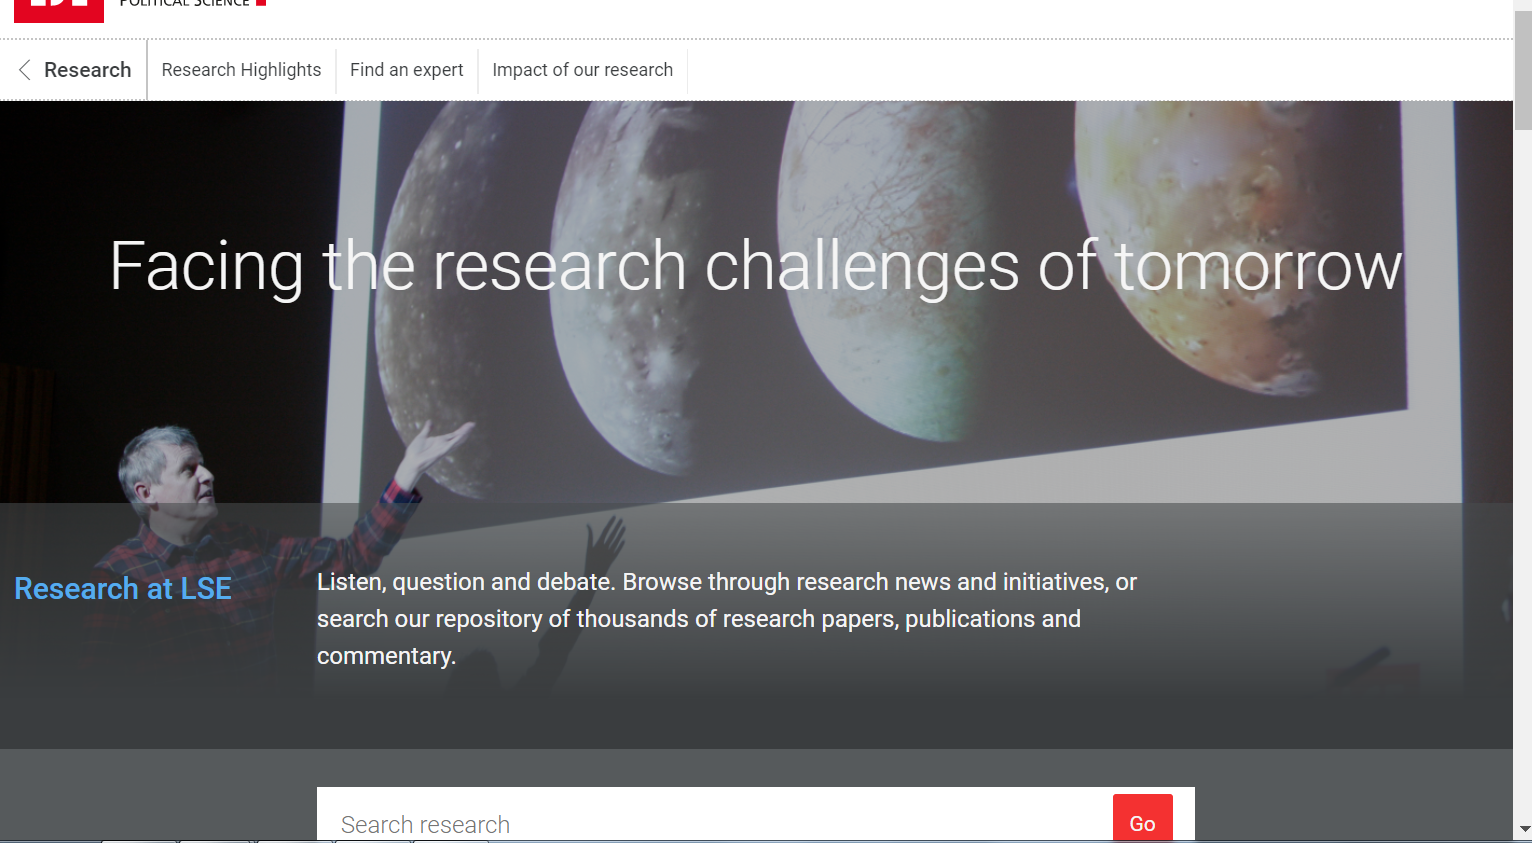 POLITICAL SCIENCE
Research
Research Highlights
Find an expert
Impact of our research
Facing the research challenges of tomorrow
Research at LSE
Listen, question and debate. Browse through research news and initiatives, or
search our repository of thousands of research papers, publications and
commentary.
Search research
Go